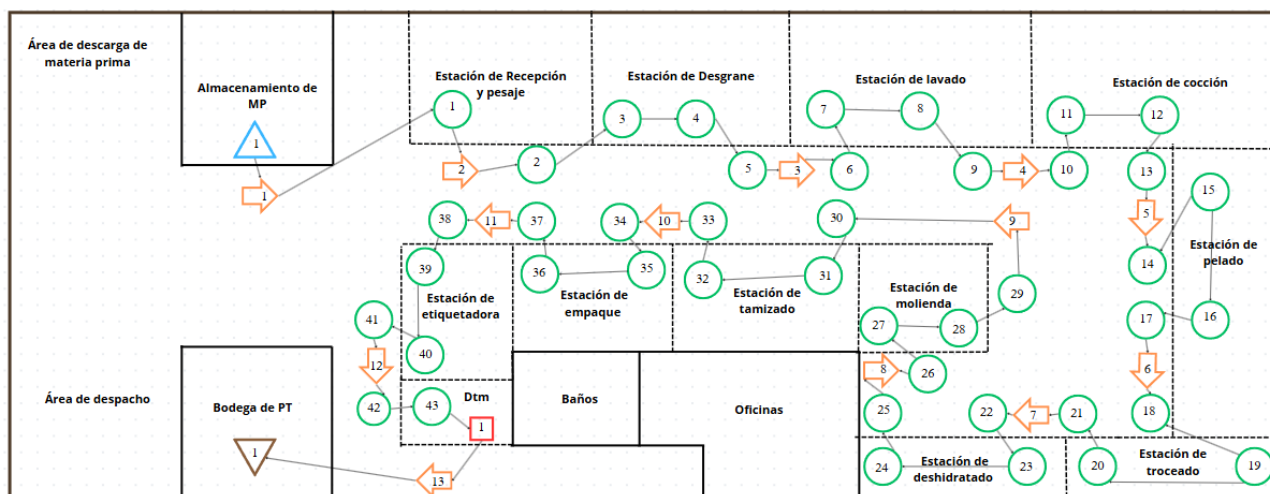 Área de descarga de
materia prima
Almacenamiento de
MP
1
1
Estación de Recepción
y pesaje
1
2
2
Estación de Desgrane
3
4
5
3
Estación de lavado
7
8
6
9
4
Estación de cocción
11
12
10
13
5
14
15
Estación de
pelado
16
17
6
18
Estación de
troceado
19
20
21
7
22
Estación de
deshidratado
23
24
25
8
26
Estación de
molienda
27
28
29
9
30
Estación de
tamizado
31
32
33
10
34
Estación de
empaque
35
36
37
11
38
Estación de
etiquetadora
39
40
41
12
42
43
Dtm
1
13
Baños
Oficinas
Área de despacho
Bodega de PT
1